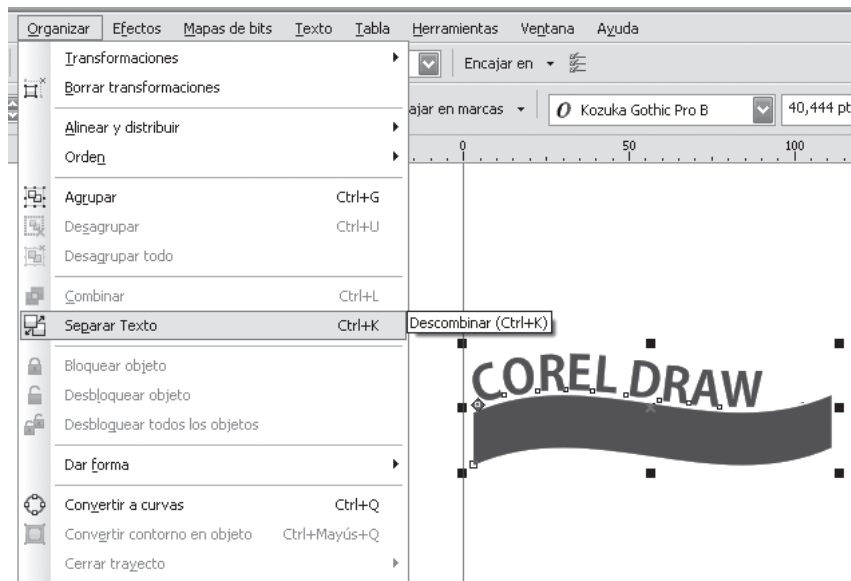 Organizar Efectos Mapas de bits Texto Tabla Herramientas Ventana Ayuda
Transformaciones
Encajar en
Borrar transformaciones
ajar en marcas
O Kozuka Gothic Pro B
40,444 pt
Alinear y distribuir
Orden
0 50 100
Agrupar Ctrl+G
Desagrupar Ctrl+U
Desagrupar todo
Combinar Ctrl+L
Separar Texto Ctrl+K
Descombinar (Ctrl+K)
Bloquear objeto
Desbloquear objeto
Desbloquear todos los objetos
COREL DRAW
Dar forma
Convertir a curvas Ctrl+Q
Convertir contorno en objeto Ctrl+Mayús+Q
Cerrar trayecto